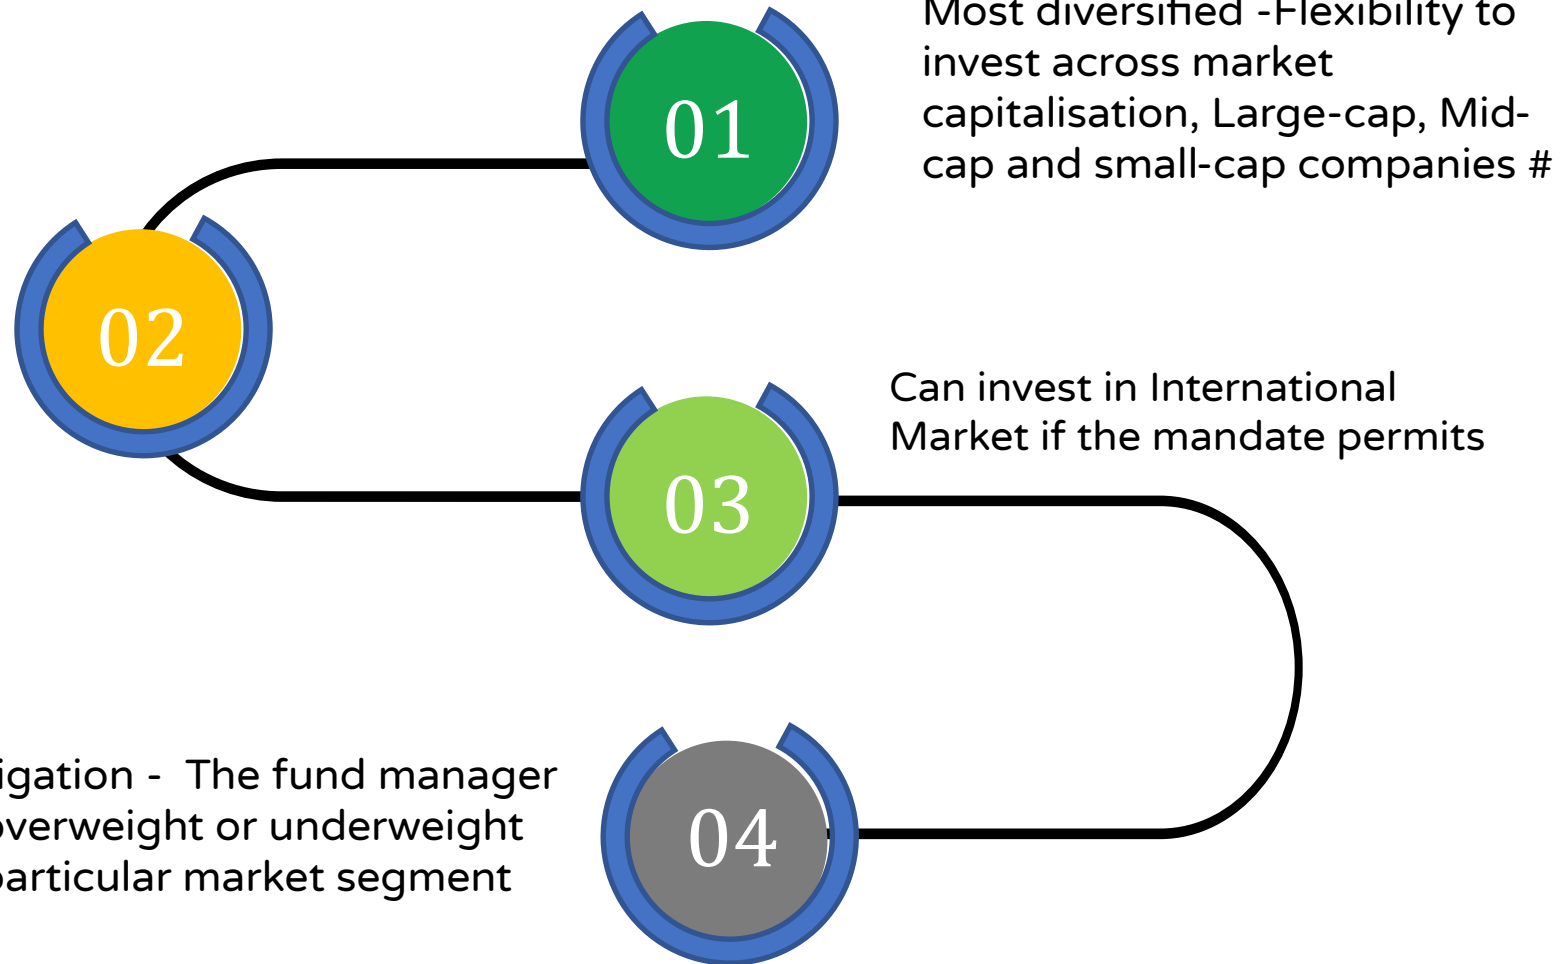 01
Most diversified -Flexibility to
invest across market
capitalisation, Large-cap, Mid-
cap and small-cap companies #
02
03
Can invest in International
Market if the mandate permits
04
- The fund manager
overweight or underweight
particular market segment